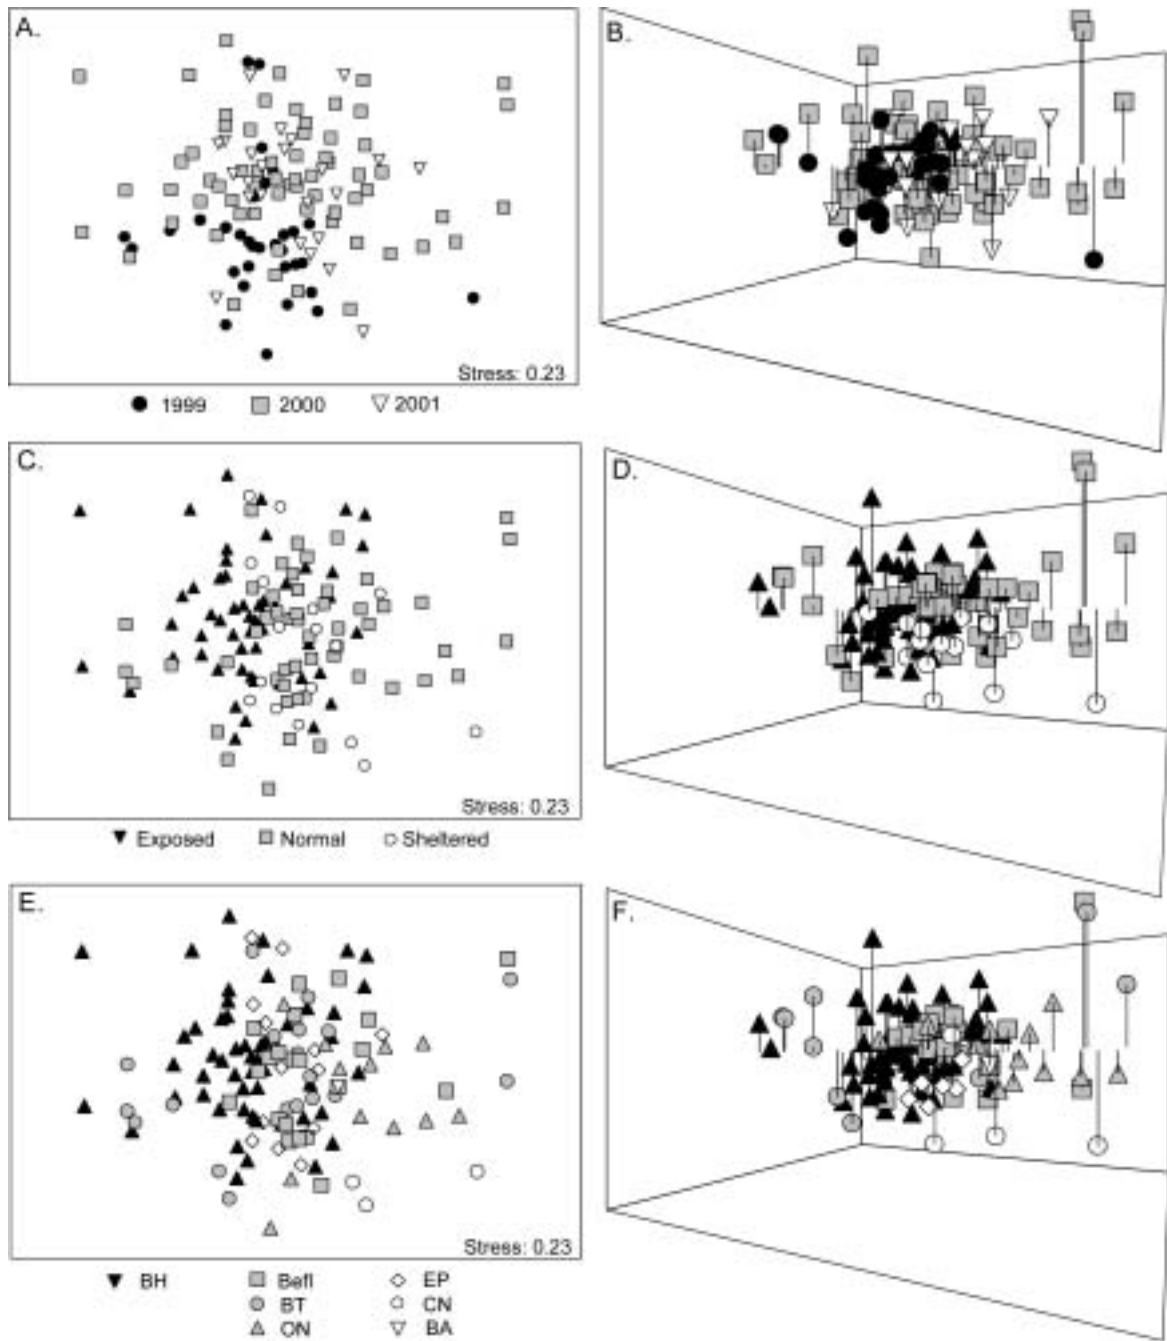 A.
B.
Stress: 0.23
1999 2000 2001
C.
D.
Stress: 0.23
Exposed Normal Sheltered
E.
F.
Stress: 0.23
BH Befl EP
BT CN
ON BA